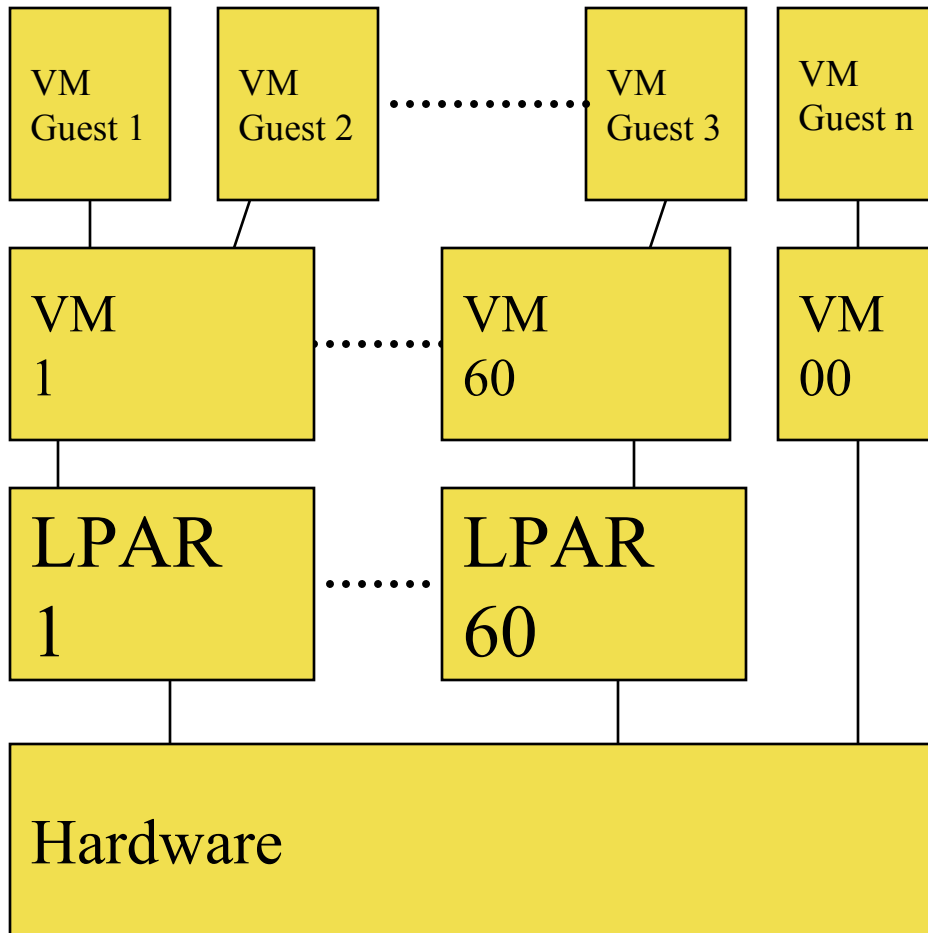 VM
Guest 1
VM
Guest 2
VM
Guest 3
VM
Guest n
VM
1
VM
60
VM
00
LPAR
1
LPAR
60
Hardware